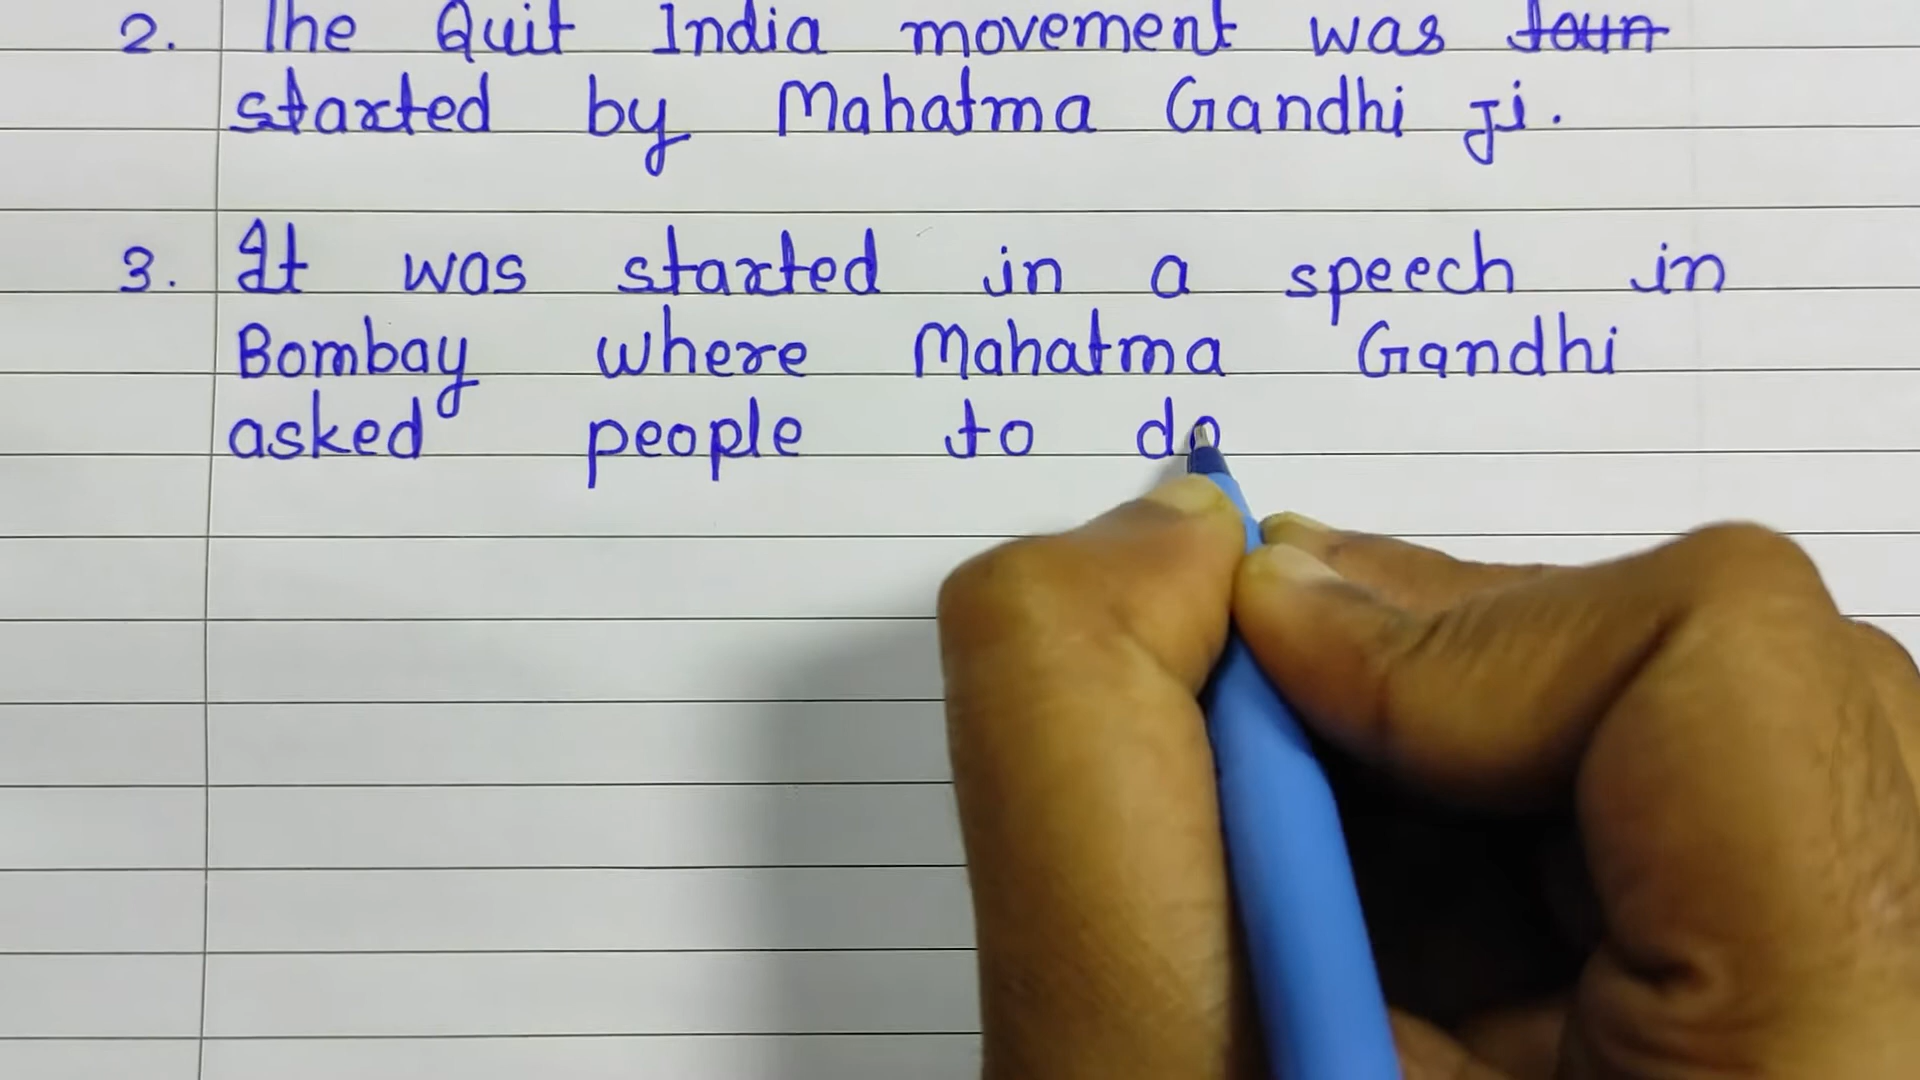 2. The Quit India movement was
started by Mahatma Gandhi ji.
3. It was started in a speech in
Bombay where Mahatma Gandhi
asked people to do